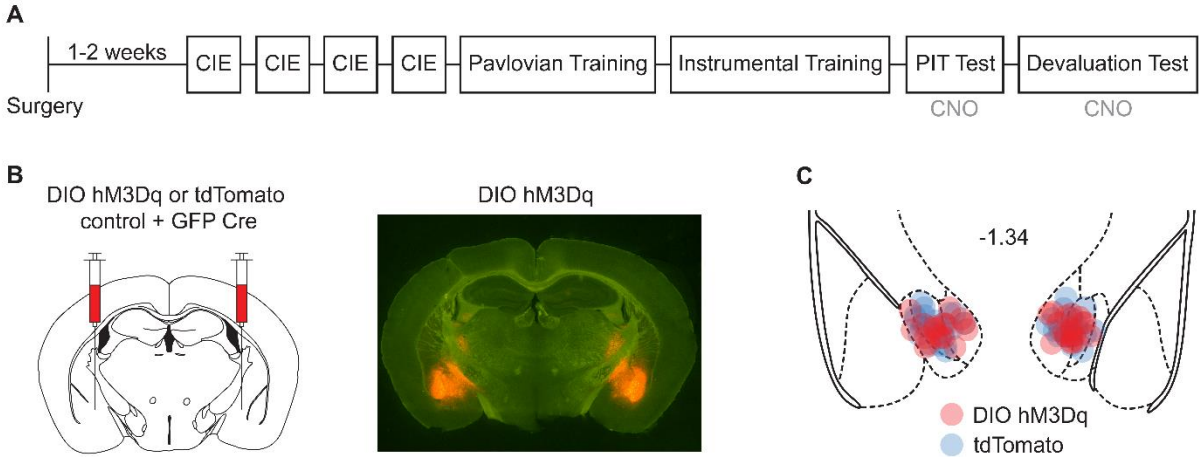 A
1-2 weeks
CIE
CIE
CIE
CIE
Pavlovian Training
Instrumental Training
PIT Test
Devaluation Test
Surgery
CNO
CNO
B
DIO hM3Dq or tdTomato
control + GFP Cre
DIO hM3Dq
C
-1.34
DIO hM3Dq
tdTomato